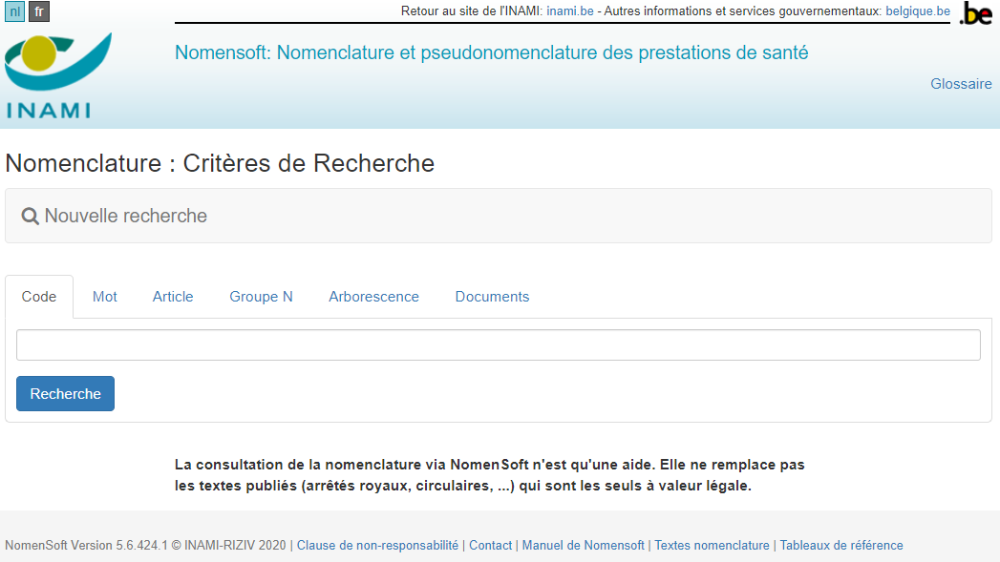 nl fr
Retour au site de l'INAMI: inami.be - Autres informations et services gouvernementaux: belgique.be
.be
Nomensoft: Nomenclature et pseudonomenclature des prestations de santé
Glossaire
INAMI
Nomenclature : Critères de Recherche
Nouvelle recherche
Code Mot Article Groupe N Arborescence Documents
Recherche
La consultation de la nomenclature via NomenSoft n'est qu'une aide. Elle ne remplace pas
les textes publiés (arrêtés royaux, circulaires, ...) qui sont les seuls à valeur légale.
NomenSoft Version 5.6.424.1 © INAMI-RIZIV 2020 | Clause de non-responsabilité | Contact | Manuel de Nomensoft | Textes nomenclature | Tableaux de référence